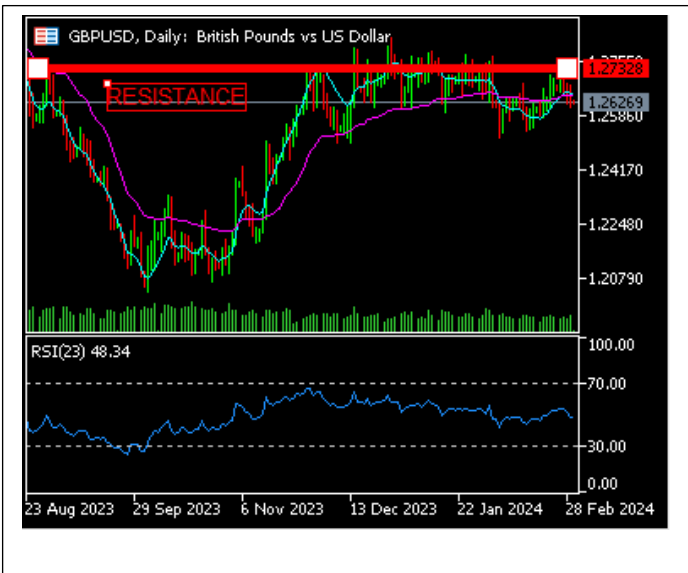 GBPUSD, Daily: British Pounds vs US Dollar
1.27328
RESISTANCE
1.26269
1.25860
1.24170
1.22480
1.20790
RSI(23) 48.34
100.00
70.00
30.00
0.00
23 Aug 2023 29 Sep 2023 6 Nov 2023 13 Dec 2023 22 Jan 2024 28 Feb 2024